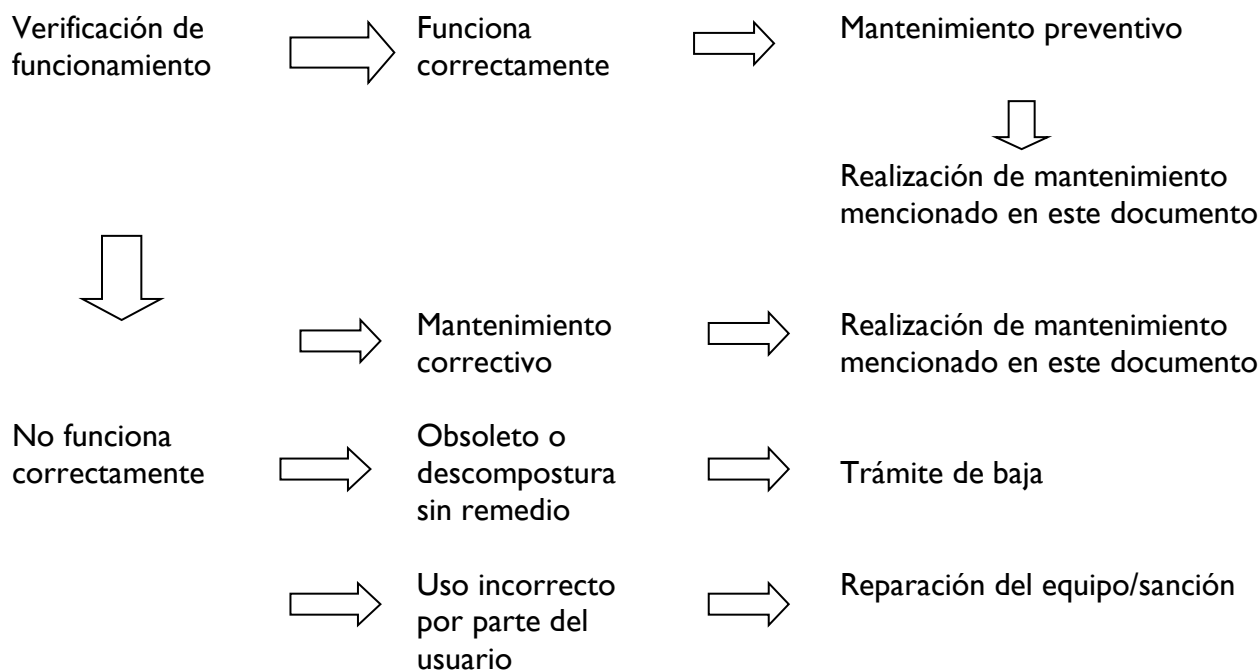 Verificación de
funcionamiento
Funciona
correctamente
Mantenimiento preventivo
Realización de mantenimiento
mencionado en este documento
Mantenimiento
correctivo
Realización de mantenimiento
mencionado en este documento
No funciona
correctamente
Obsoleto o
descompostura
sin remedio
Trámite de baja
Uso incorrecto
por parte del
usuario
Reparación del equipo/sanción